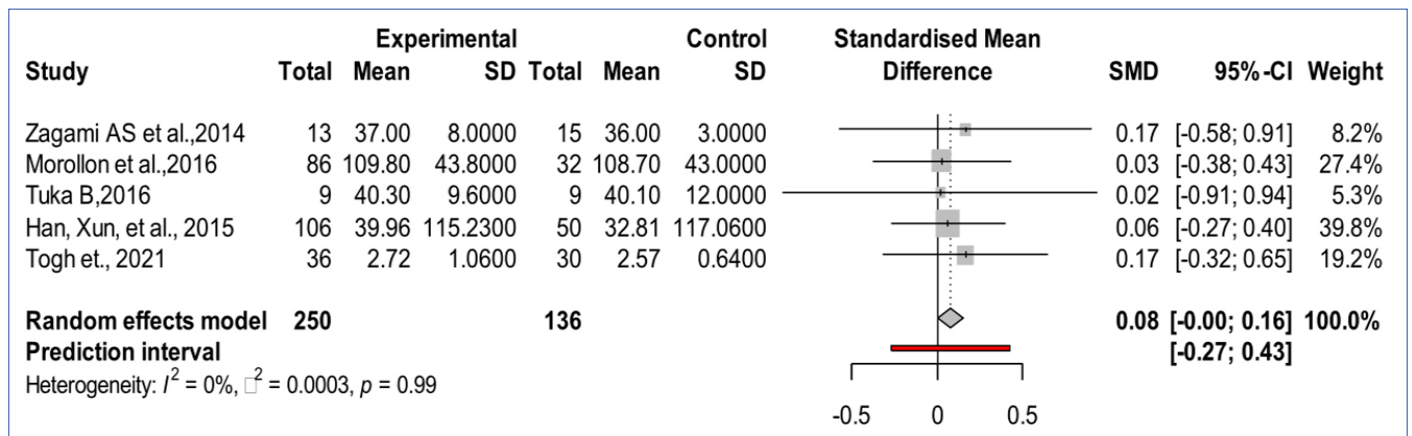 Experimental Control Standardised Mean
Study Total Mean SD Total Mean SD Difference SMD 95%-CI Weight
Zagami AS et al.,2014 13 37.00 8.0000 15 36.00 3.0000 0.17 [-0.58; 0.91] 8.2%
Morollon et al.,2016 86 109.80 43.8000 32 108.70 43.0000 0.03 [-0.38; 0.43] 27.4%
Tuka B,2016 9 40.30 9.6000 9 40.10 12.0000 0.02 [-0.91; 0.94] 5.3%
Han, Xun, et al., 2015 106 39.96 115.2300 50 32.81 117.0600 0.06 [-0.27; 0.40] 39.8%
Togh et., 2021 36 2.72 1.0600 30 2.57 0.6400 0.17 [-0.32; 0.65] 19.2%
Random effects model 250 136 0.08 [-0.00; 0.16] 100.0%
Prediction interval [-0.27; 0.43]
Heterogeneity: I² = 0%, □² = 0.0003, p = 0.99
-0.5 0 0.5